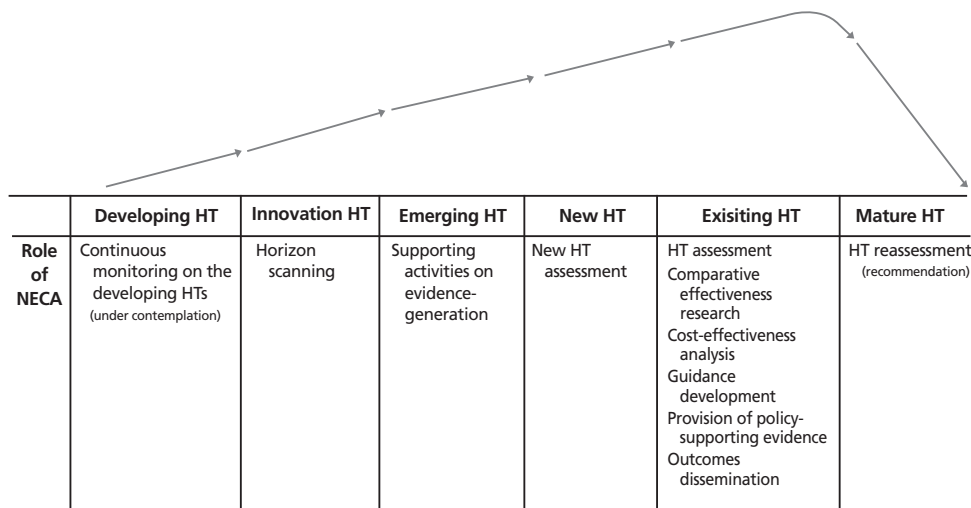 Developing HT
Innovation HT
Emerging HT
New HT
Exisiting HT
Mature HT
Role
of
NECA
Continuous
monitoring on the
developing HTs
(under contemplation)
Horizon
scanning
Supporting
activities on
evidence-
generation
New HT
assessment
HT assessment
Comparative
effectiveness
research
Cost-effectiveness
analysis
Guidance
development
Provision of policy-
supporting evidence
Outcomes
dissemination
HT reassessment
(recommendation)